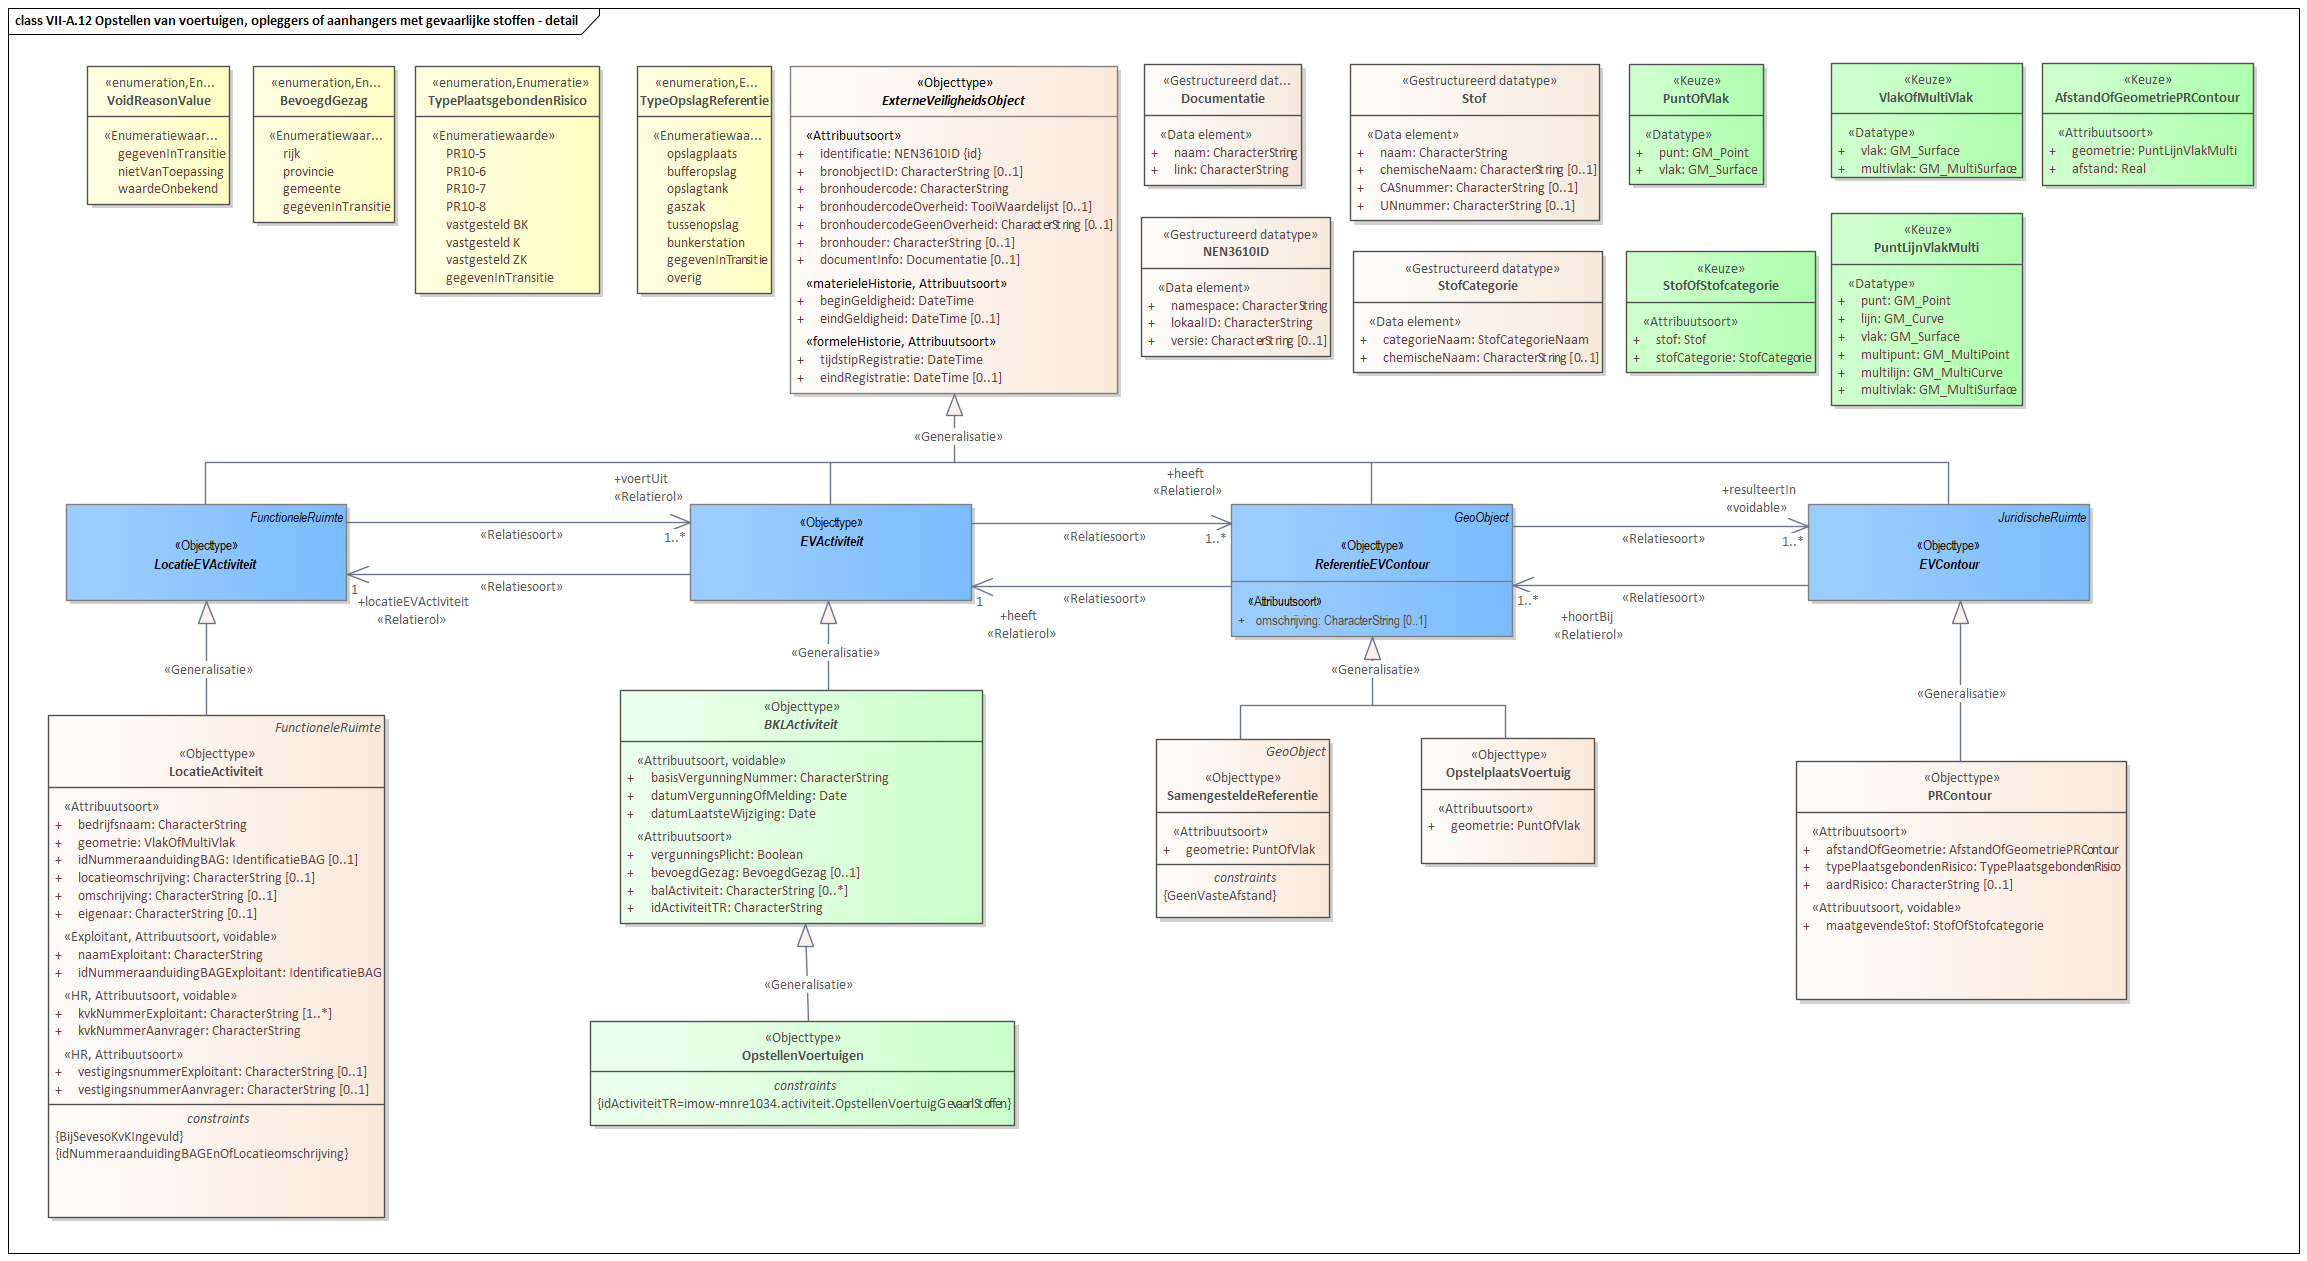 class VII-A.12 Opstellen van voertuigen, opleggers of aanhangers met gevaarlijke stoffen - detail
«enumeration,En...
VoidReasonValue
«Enumeratiewaar...
gegevenInTransitie
nietVanToepassing
waardeOnbekend
«enumeration,En...
BevoegdGezag
«Enumeratiewaar...
rijk
provincie
gemeente
gegevenInTransitie
«enumeration,Enumeratie»
TypePlaatsgebondenRisico
«Enumeratiewaarde»
PR10-5
PR10-6
PR10-7
PR10-8
vastgesteld BK
vastgesteld K
vastgesteld ZK
gegevenInTransitie
«enumeration,E...
TypeOpslagReferentie
«Enumeratiewaa...
opslagplaats
bufferopslag
opslagtank
gaszak
tussenopslag
bunkerstation
gegevenInTransitie
overig
«Objecttype»
ExterneVeiligheidsObject
«Attribuutsoort»
+ identificatie: NEN3610ID {id}
+ bronobjectID: CharacterString [0..1]
+ bronhoudercode: CharacterString
+ bronhoudercodeOverheid: TooiWaardelijst [0..1]
+ bronhoudercodeGeenOverheid: CharacterString [0..1]
+ bronhouder: CharacterString [0..1]
+ documentInfo: Documentatie [0..1]
«materieleHistorie, Attribuutsoort»
+ beginGeldigheid: DateTime
+ eindGeldigheid: DateTime [0..1]
«formeleHistorie, Attribuutsoort»
+ tijdstipRegistratie: DateTime
+ eindRegistratie: DateTime [0..1]
«Gestructureerd dat...
Documentatie
«Data element»
+ naam: CharacterString
+ link: CharacterString
«Gestructureerd datatype»
NEN3610ID
«Data element»
+ namespace: CharacterString
+ lokaalID: CharacterString
+ versie: CharacterString [0..1]
«Gestructureerd datatype»
Stof
«Data element»
+ naam: CharacterString
+ chemischeNaam: CharacterString [0..1]
+ CASnummer: CharacterString [0..1]
+ UNnummer: CharacterString [0..1]
«Gestructureerd datatype»
StofCategorie
«Data element»
+ categorieNaam: StofCategorieNaam
+ chemischeNaam: CharacterString [0..1]
«Keuze»
PuntOfVlak
«Datatype»
+ punt: GM_Point
+ vlak: GM_Surface
«Keuze»
StofOfStofcategorie
«Attribuutsoort»
+ stof: Stof
+ stofCategorie: StofCategorie
«Keuze»
VlakOfMultiVlak
«Datatype»
+ vlak: GM_Surface
+ multivlak: GM_MultiSurface
«Keuze»
PuntLijnVlakMulti
«Datatype»
+ punt: GM_Point
+ lijn: GM_Curve
+ vlak: GM_Surface
+ multipunt: GM_MultiPoint
+ multilijn: GM_MultiCurve
+ multivlak: GM_MultiSurface
«Keuze»
AfstandOfGeometriePRContour
«Attribuutsoort»
+ geometrie: PuntLijnVlakMulti
+ afstand: Real
«Generalisatie»
+voertUit
«Relatierol»
«Relatiesoort»
1..*
+heeft
«Relatierol»
«Relatiesoort»
1..*
+resulteertIn
«voidable»
«Relatiesoort»
1..*
FunctioneleRuimte
«Objecttype»
LocatieEVActiviteit
«Objecttype»
EVActiviteit
GeoObject
«Objecttype»
ReferentieEVContour
«Attribuutsoort»
+ omschrijving: CharacterString [0..1]
JuridischeRuimte
«Objecttype»
EVContour
«Relatiesoort»
1
+locatieEVActiviteit
«Relatierol»
«Relatiesoort»
1
+heeft
«Relatierol»
«Relatiesoort»
1..*
+hoortBij
«Relatierol»
«Generalisatie»
«Generalisatie»
«Generalisatie»
«Generalisatie»
FunctioneleRuimte
«Objecttype»
LocatieActiviteit
«Attribuutsoort»
+ bedrijfsnaam: CharacterString
+ geometrie: VlakOfMultiVlak
+ idNummeraanduidingBAG: IdentificatieBAG [0..1]
+ locatieomschrijving: CharacterString [0..1]
+ omschrijving: CharacterString [0..1]
+ eigenaar: CharacterString [0..1]
«Exploitant, Attribuutsoort, voidable»
+ naamExploitant: CharacterString
+ idNummeraanduidingBAGExploitant: IdentificatieBAG
«HR, Attribuutsoort, voidable»
+ kvkNummerExploitant: CharacterString [1..*]
+ kvkNummerAanvrager: CharacterString
«HR, Attribuutsoort»
+ vestigingsnummerExploitant: CharacterString [0..1]
+ vestigingsnummerAanvrager: CharacterString [0..1]
constraints
{BijSevesoKvKIngevuld}
{idNummeraanduidingBAGEnOfLocatieomschrijving}
«Objecttype»
BKLActiviteit
«Attribuutsoort, voidable»
+ basisVergunningNummer: CharacterString
+ datumVergunningOfMelding: Date
+ datumLaatsteWijziging: Date
«Attribuutsoort»
+ vergunningsPlicht: Boolean
+ bevoegdGezag: BevoegdGezag [0..1]
+ balActiviteit: CharacterString [0..*]
+ idActiviteitTR: CharacterString
«Generalisatie»
«Objecttype»
OpstellenVoertuigen
constraints
{idActiviteitTR=imow-mnre1034.activiteit.OpstellenVoertuigGevaarlStoffen}
GeoObject
«Objecttype»
SamengesteldeReferentie
«Attribuutsoort»
+ geometrie: PuntOfVlak
constraints
{GeenVasteAfstand}
«Objecttype»
OpstelplaatsVoertuig
«Attribuutsoort»
+ geometrie: PuntOfVlak
«Objecttype»
PRContour
«Attribuutsoort»
+ afstandOfGeometrie: AfstandOfGeometriePRContour
+ typePlaatsgebondenRisico: TypePlaatsgebondenRisico
+ aardRisico: CharacterString [0..1]
«Attribuutsoort, voidable»
+ maatgevendeStof: StofOfStofcategorie